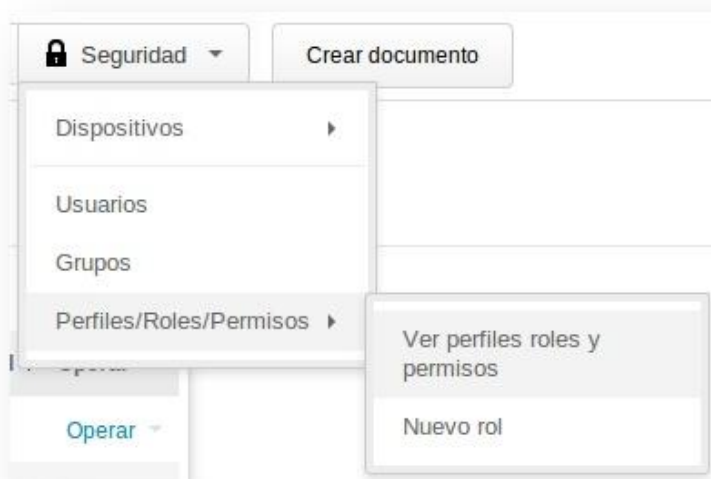 Seguridad
Crear documento
Dispositivos
Usuarios
Grupos
Perfiles/Roles/Permisos
Ver perfiles roles y
permisos
Nuevo rol
Operar